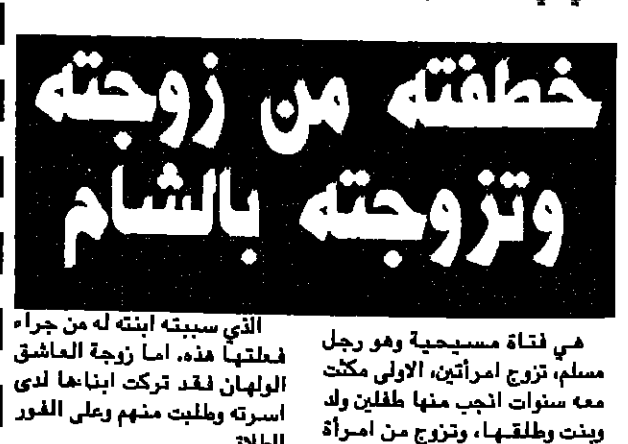 خطفته من زوجته
وتزوجته بالشام
هي فتاة مسيحية وهو رجل
مسلم، تزوج امرأتين، الاولى مكثت
معه سنوات انجب منها طفلين ولد
وبنت وطلقها، وتزوج من امرأة
الذي سببته ابنته له من جراء
فعلتها هذه. اما زوجة العاشق
الولهان فقد تركت ابناءها لدى
اسرته وطلبت منهم وعلى الفور